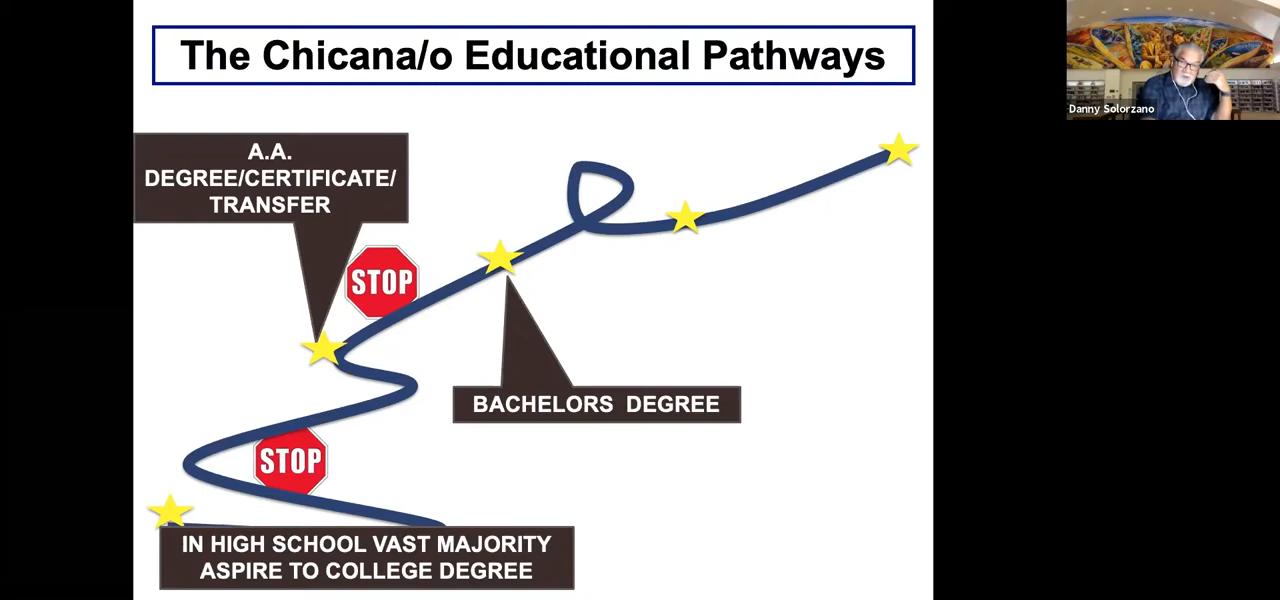 The Chicana/o Educational Pathways
Danny Solorzano
A.A.
DEGREE/CERTIFICATE/
TRANSFER
STOP
BACHELORS DEGREE
STOP
IN HIGH SCHOOL VAST MAJORITY
ASPIRE TO COLLEGE DEGREE